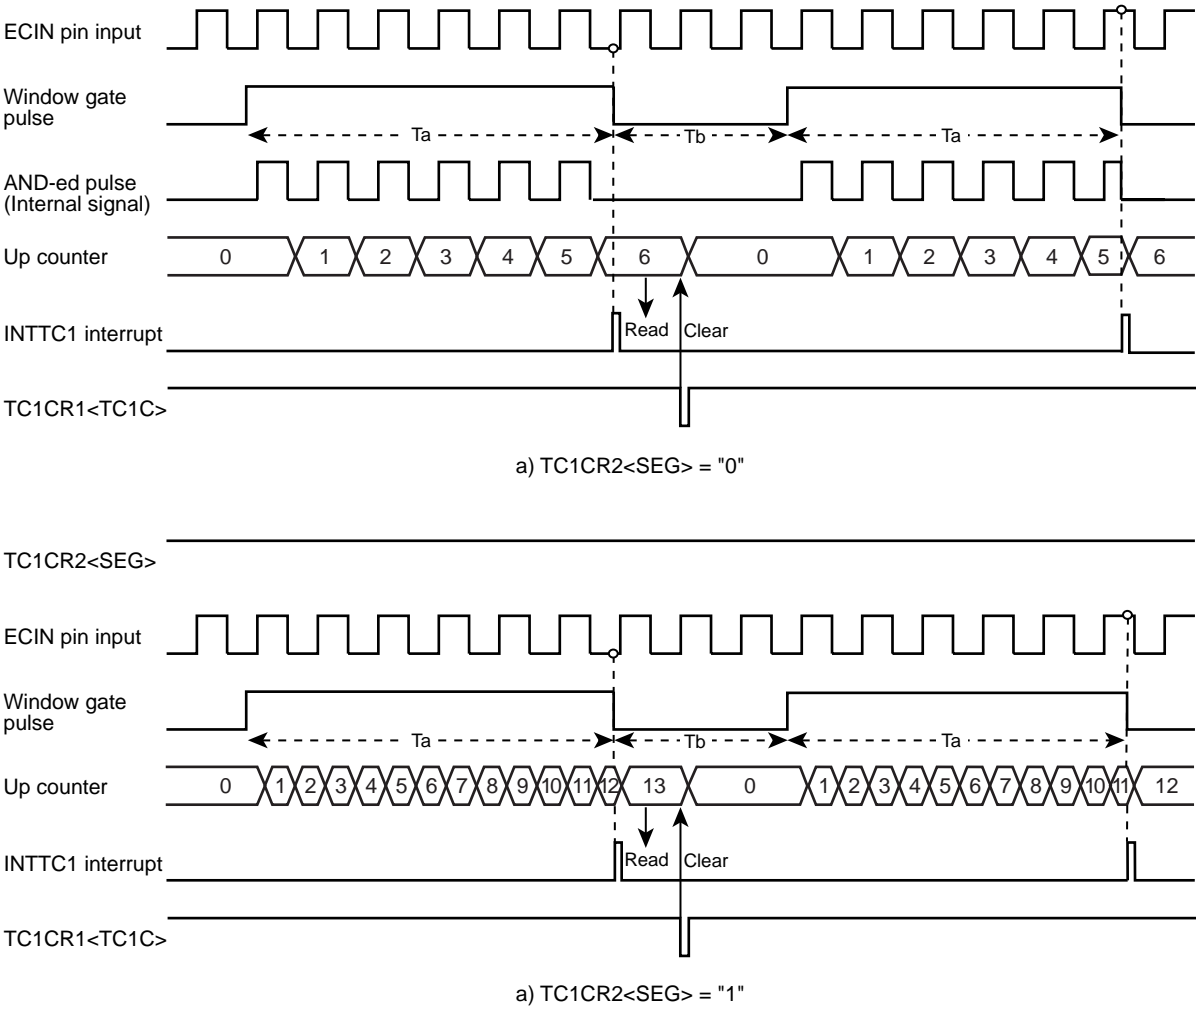 ECIN pin input
Window gate
pulse
Ta Tb Ta
AND-ed pulse
(Internal signal)
Up counter 0 1 2 3 4 5 6 0 1 2 3 4 5 6
INTTC1 interrupt Read Clear
TC1CR1<TC1C>
a) TC1CR2<SEG> = "0"
TC1CR2<SEG>
ECIN pin input
Window gate
pulse
Ta Tb Ta
Up counter 0 1 2 3 4 5 6 7 8 9 10 11 12 13 0 1 2 3 4 5 6 7 8 9 10 11 12
INTTC1 interrupt Read Clear
TC1CR1<TC1C>
a) TC1CR2<SEG> = "1"